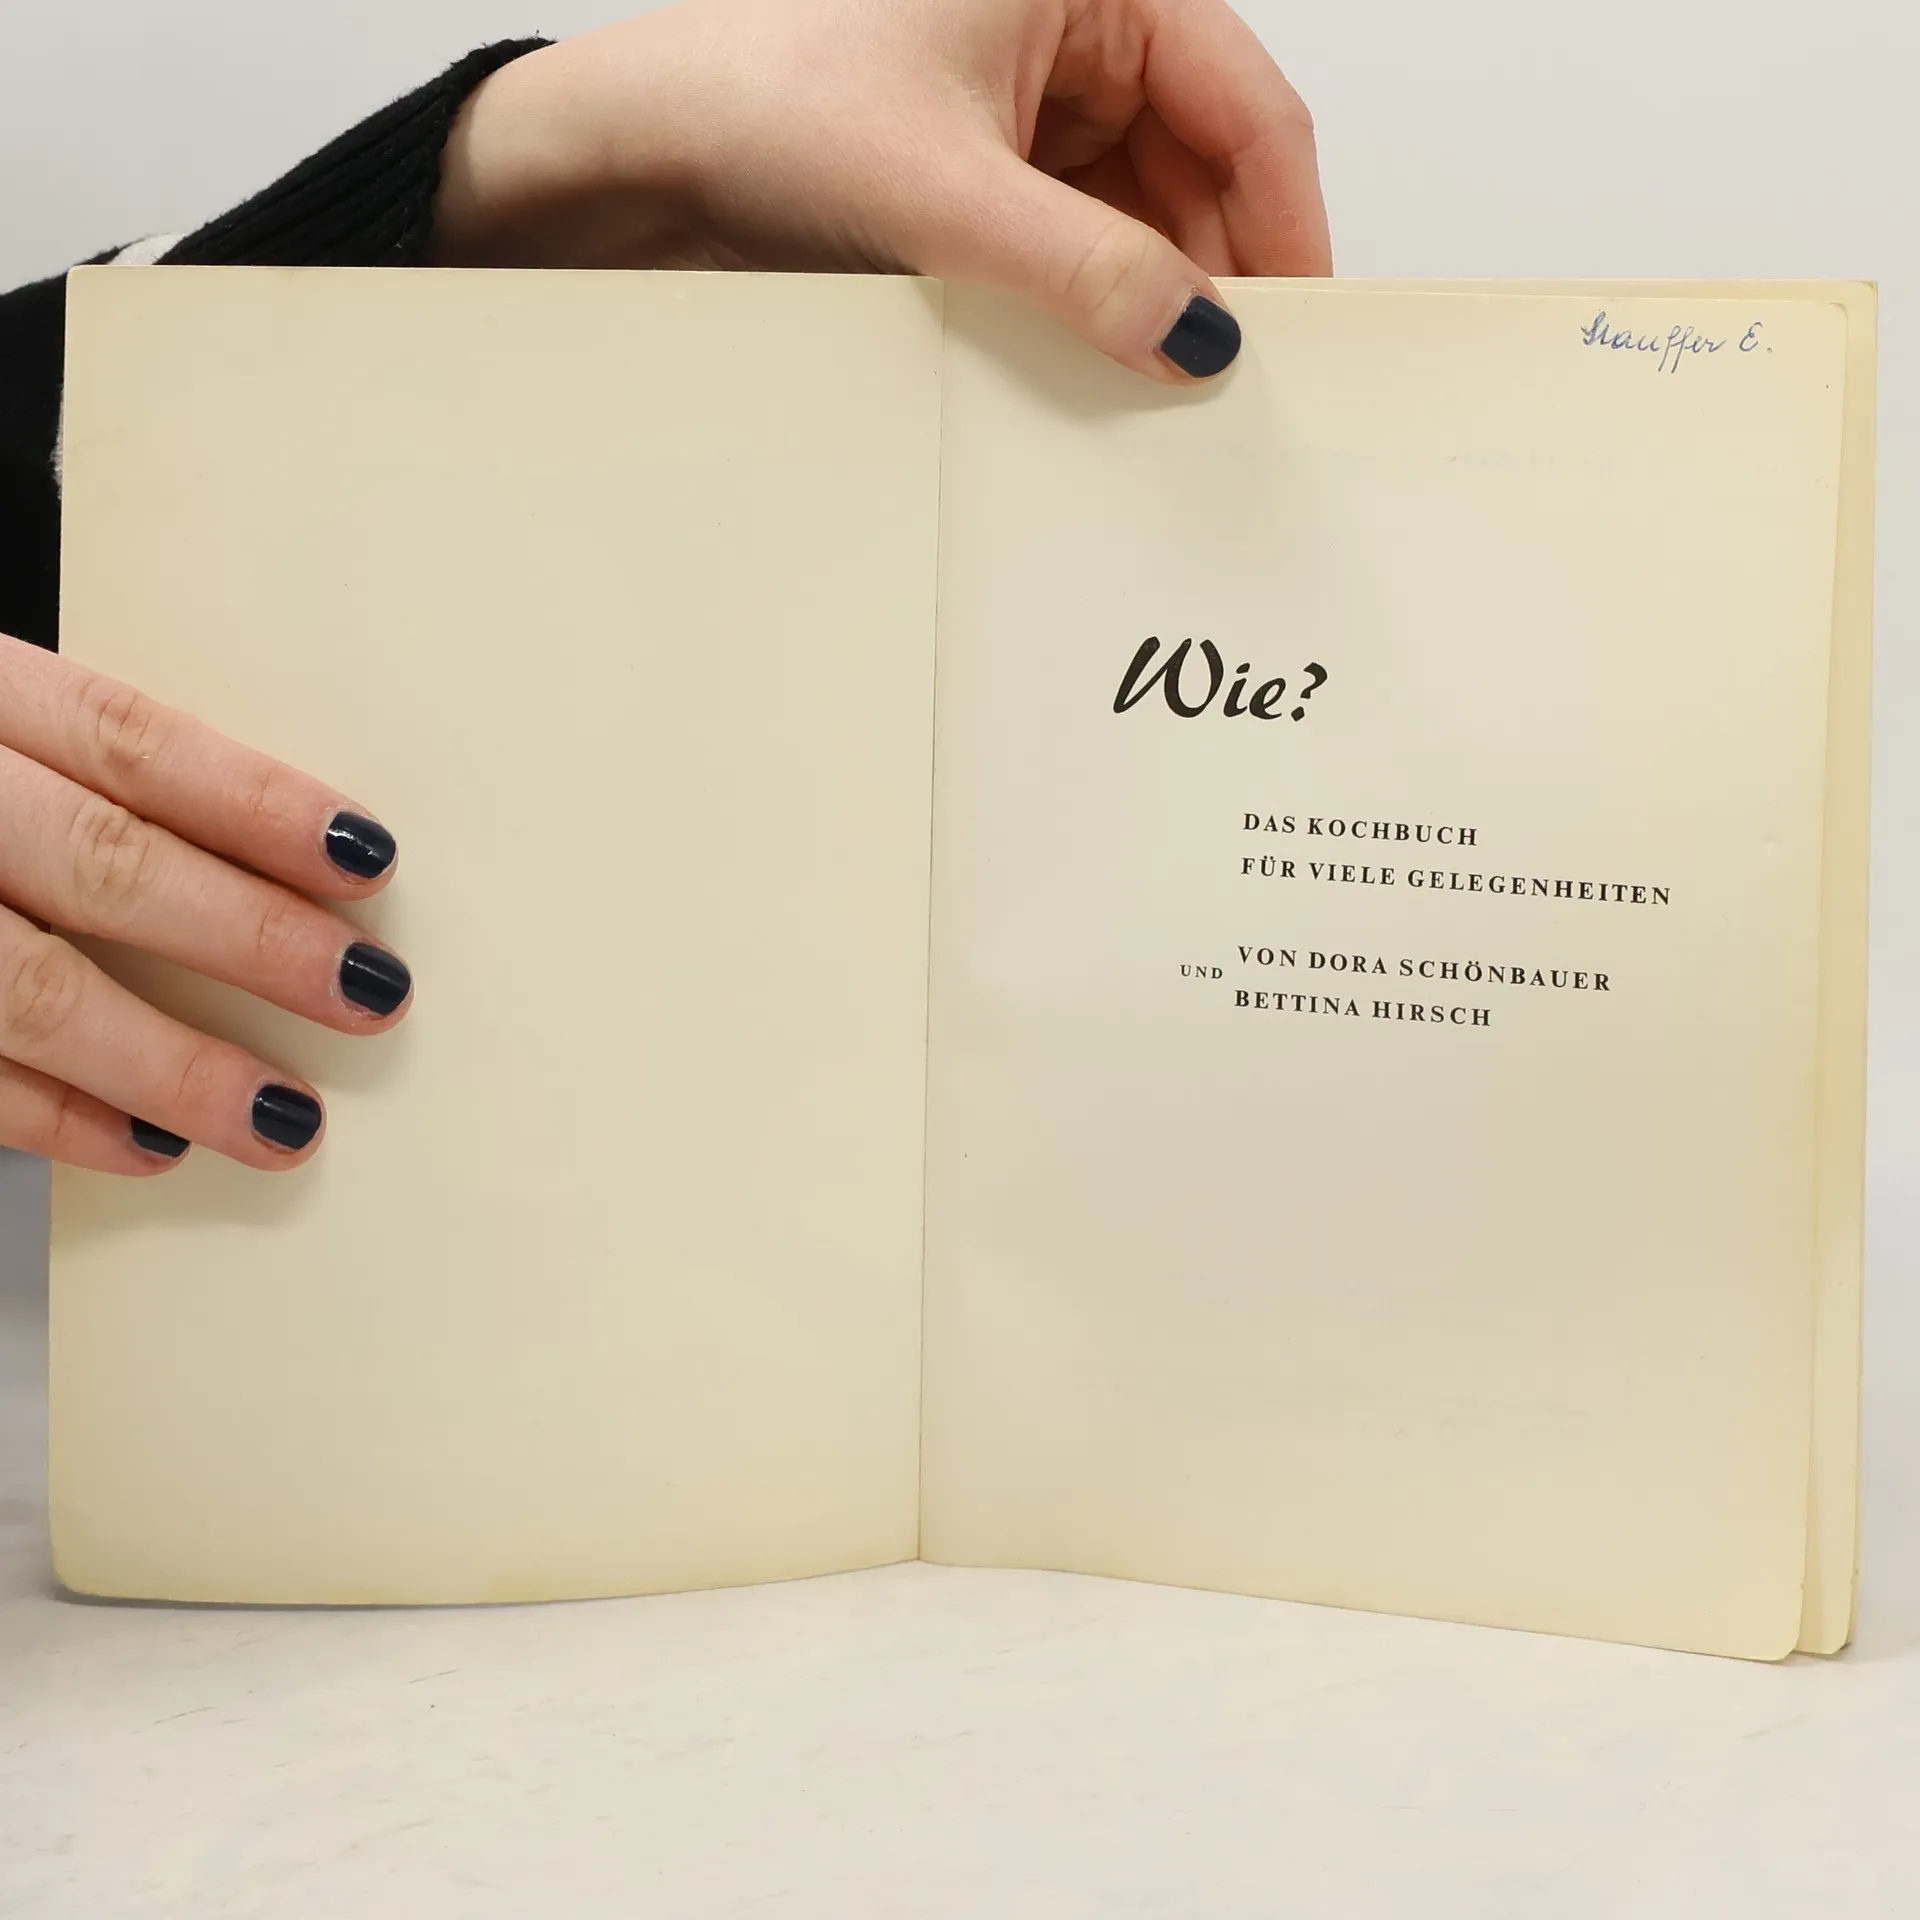 Stauffer E.
Wie?
DAS KOCHBUCH
FÜR VIELE GELEGENHEITEN
VON DORA SCHÖNBAUER
UND
BETTINA HIRSCH